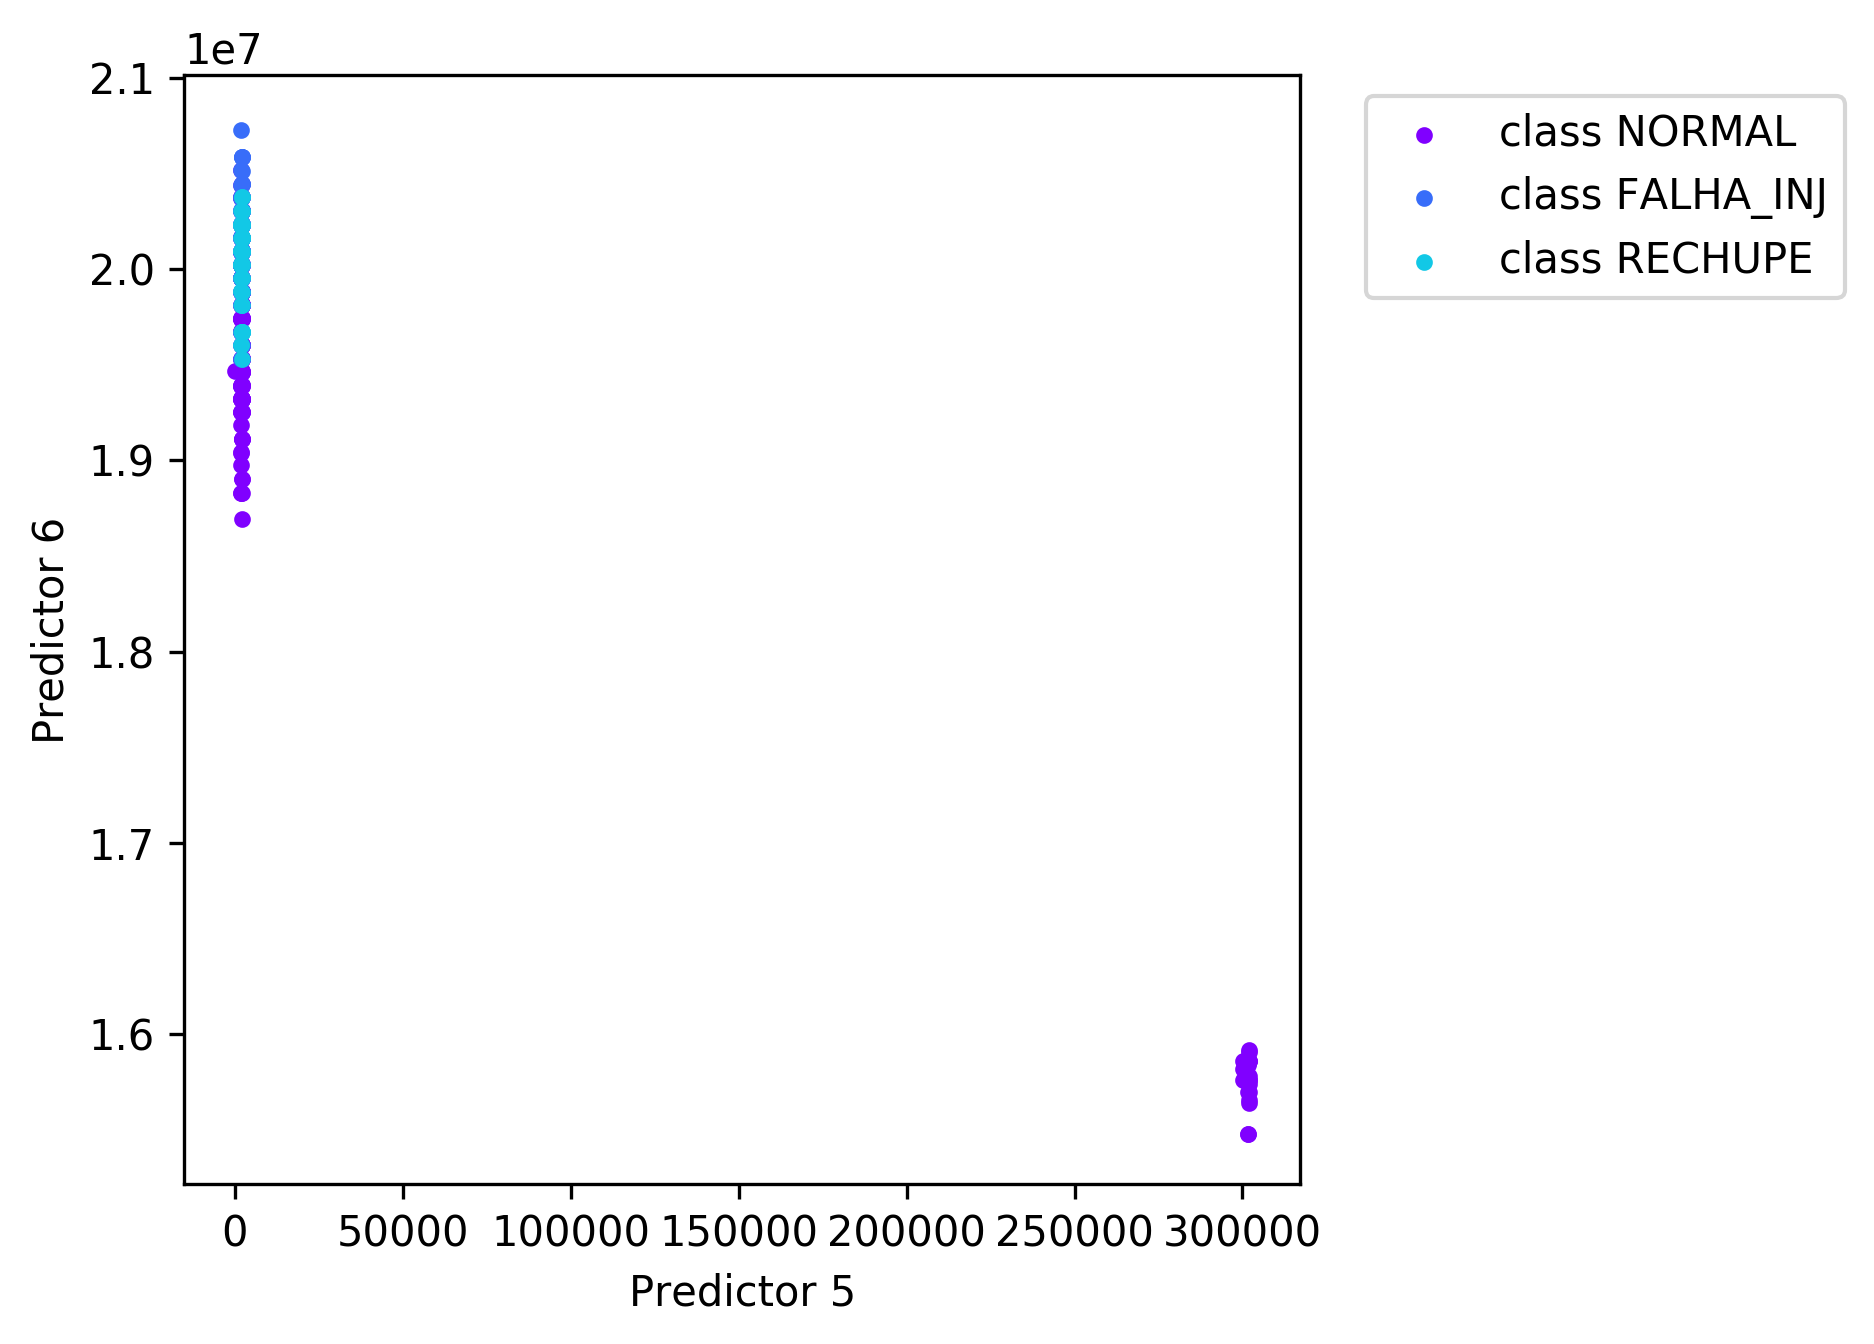 1e7
2.1
2.0
1.9
1.8
1.7
1.6
Predictor 6
0 50000 100000 150000 200000 250000 300000
Predictor 5
class NORMAL
class FALHA_INJ
class RECHUPE